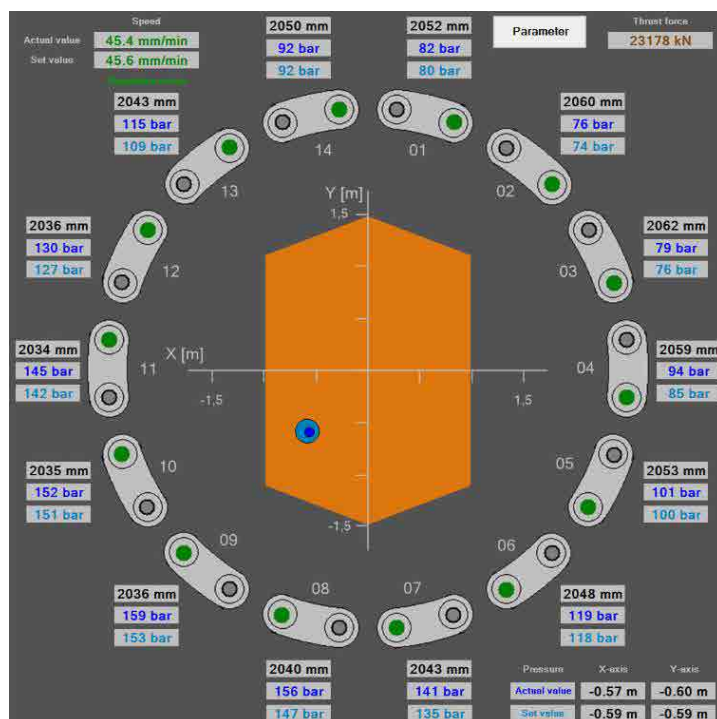 Speed
Actual value 45.4 mm/min
Set value 45.6 mm/min
2050 mm
92 bar
92 bar
2052 mm
82 bar
80 bar
Parameter
Thrust force
23178 kN
2043 mm
115 bar
109 bar
2060 mm
76 bar
74 bar
14
01
13
02
2036 mm
130 bar
127 bar
12
Y [m]
1,5
03
2062 mm
79 bar
76 bar
2034 mm
145 bar
142 bar
11
X [m]
-1,5
1,5
04
2059 mm
94 bar
85 bar
2035 mm
152 bar
151 bar
10
05
2053 mm
101 bar
100 bar
-1,5
09
06
2036 mm
159 bar
153 bar
08
07
2048 mm
119 bar
118 bar
2040 mm
156 bar
147 bar
2043 mm
141 bar
135 bar
Pressure X-axis Y-axis
Actual value -0.57 m -0.60 m
Set value -0.59 m -0.59 m